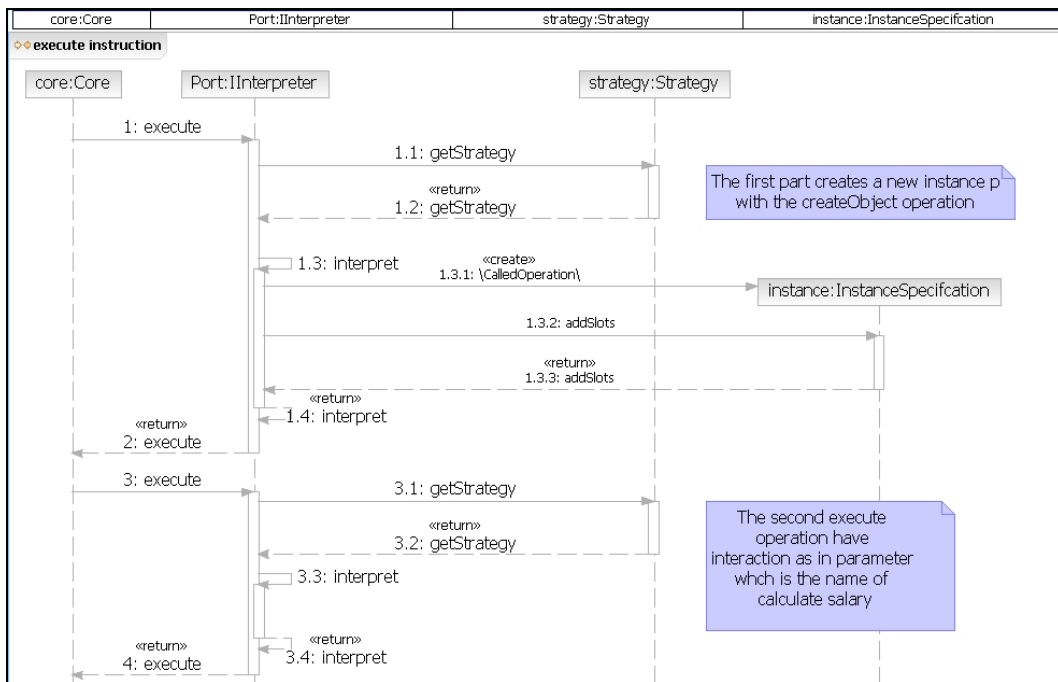 core:Core
Port:IInterpreter
strategy:Strategy
instance:InstanceSpecifcation
execute instruction
core:Core
Port:IInterpreter
strategy:Strategy
1: execute
1.1: getStrategy
«return»
1.2: getStrategy
The first part creates a new instance p
with the createObject operation
1.3: interpret
«create»
1.3.1: \CalledOperation\
instance:InstanceSpecifcation
1.3.2: addSlots
«return»
1.3.3: addSlots
«return»
1.4: interpret
«return»
2: execute
3: execute
3.1: getStrategy
«return»
3.2: getStrategy
The second execute
operation have
interaction as in parameter
whch is the name of
calculate salary
3.3: interpret
«return»
3.4: interpret
«return»
4: execute